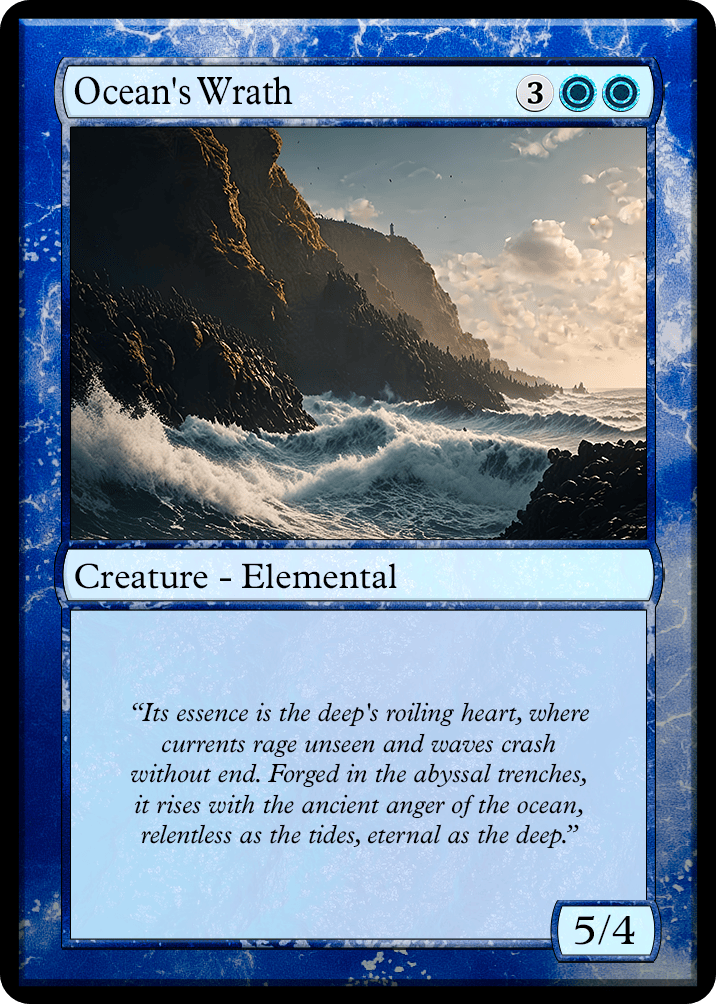 Ocean's Wrath 3
Creature - Elemental
“Its essence is the deep's roiling heart, where
currents rage unseen and waves crash
without end. Forged in the abyssal trenches,
it rises with the ancient anger of the ocean,
relentless as the tides, eternal as the deep.”
5/4